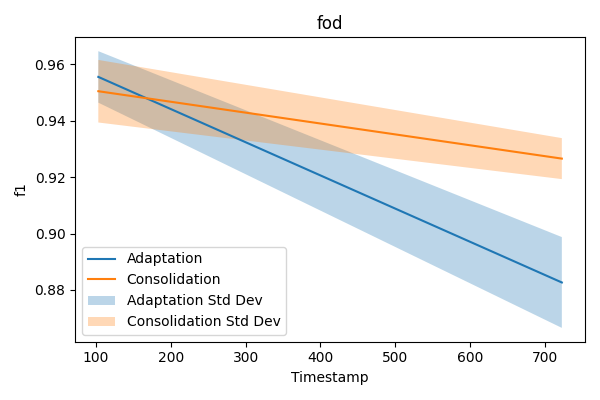 fod
f1
0.96
0.94
0.92
0.90
0.88
Adaptation
Consolidation
Adaptation Std Dev
Consolidation Std Dev
100 200 300 400 500 600 700
Timestamp